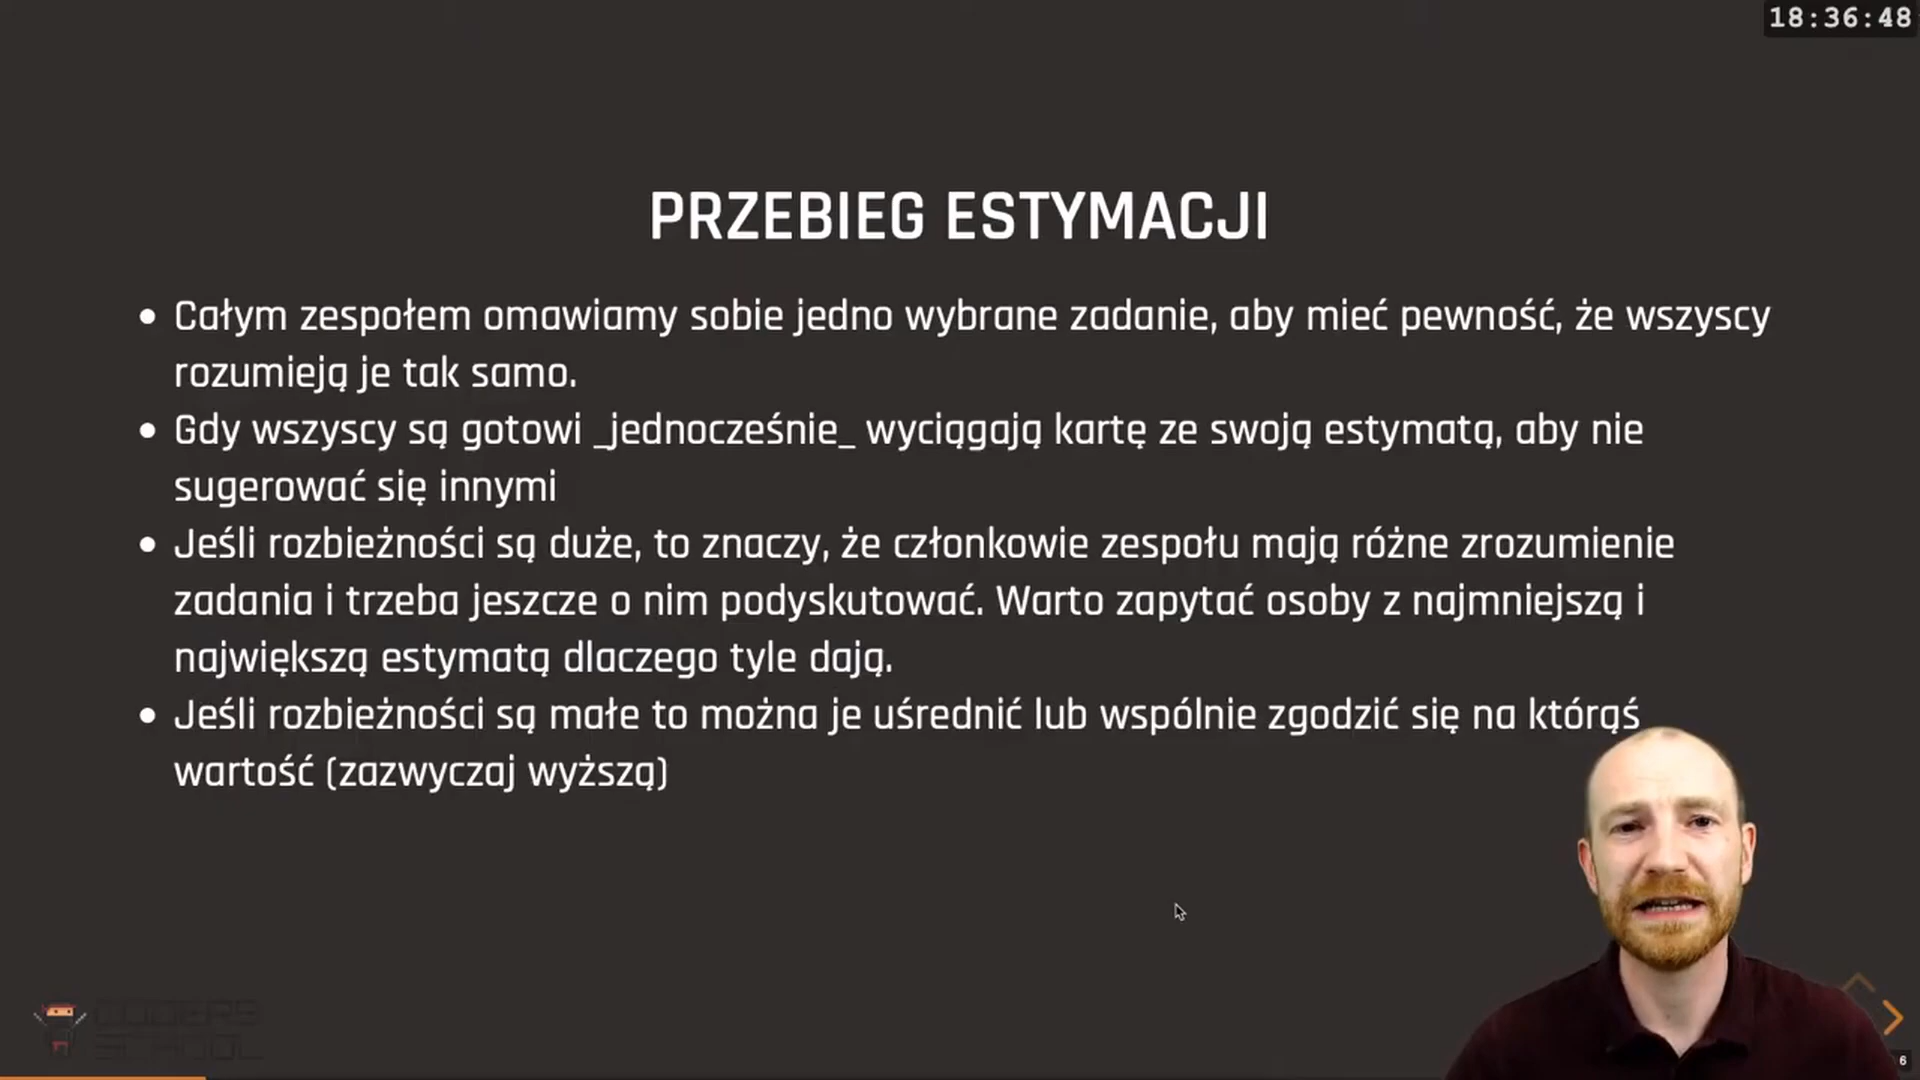 18:36:48
PRZEBIEG ESTYMACJI
• Całym zespołem omawiamy sobie jedno wybrane zadanie, aby mieć pewność, że wszyscy
rozumieją je tak samo.
• Gdy wszyscy są gotowi _jednocześnie_ wyciągają kartę ze swoją estymatą, aby nie
sugerować się innymi
• Jeśli rozbieżności są duże, to znaczy, że członkowie zespołu mają różne zrozumienie
zadania i trzeba jeszcze o nim podyskutować. Warto zapytać osoby z najmniejszą i
największą estymatą dlaczego tyle dają.
• Jeśli rozbieżności są małe to można je uśrednić lub wspólnie zgodzić się na którąś
wartość (zazwyczaj wyższą)
CODERS
SCHOOL
6